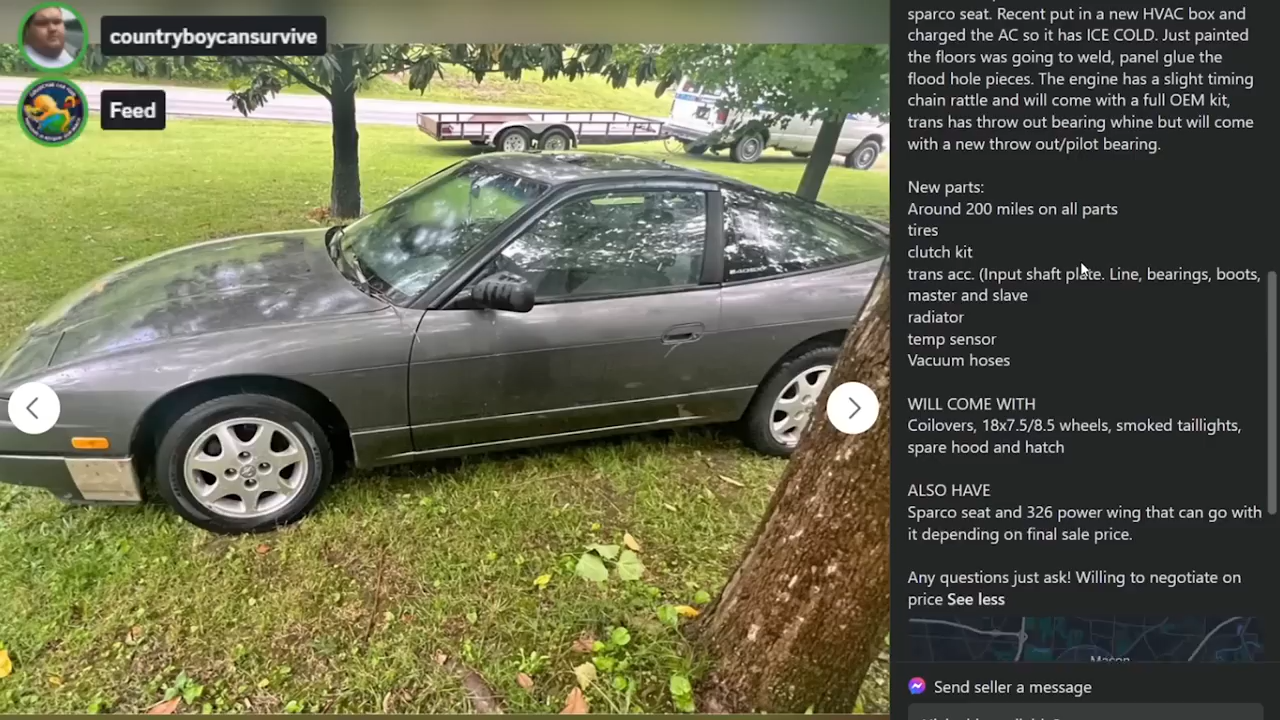 countryboycansurvive
Feed
sparco seat. Recent put in a new HVAC box and
charged the AC so it has ICE COLD. Just painted
the floors was going to weld, panel glue the
flood hole pieces. The engine has a slight timing
chain rattle and will come with a full OEM kit,
trans has throw out bearing whine but will come
with a new throw out/pilot bearing.
New parts:
Around 200 miles on all parts
tires
clutch kit
trans acc. (Input shaft plate. Line, bearings, boots,
master and slave
radiator
temp sensor
Vacuum hoses
WILL COME WITH
Coilovers, 18x7.5/8.5 wheels, smoked taillights,
spare hood and hatch
ALSO HAVE
Sparco seat and 326 power wing that can go with
it depending on final sale price.
Any questions just ask! Willing to negotiate on
price See less
Macon
Send seller a message